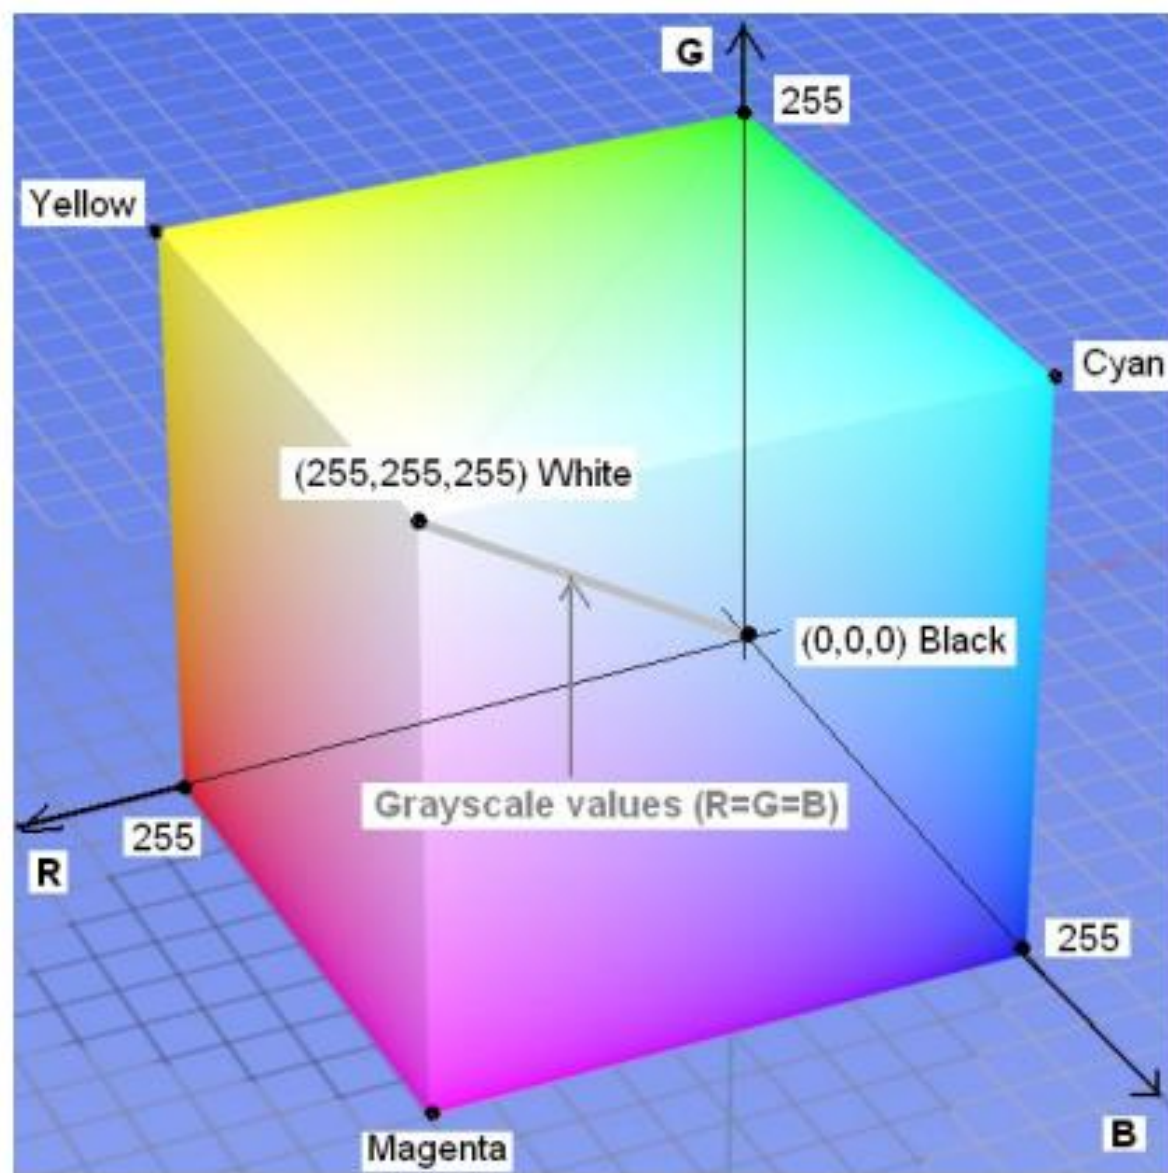 G
255
Yellow
Cyan
(255,255,255) White
(0,0,0) Black
Grayscale values (R=G=B)
255
R
255
B
Magenta